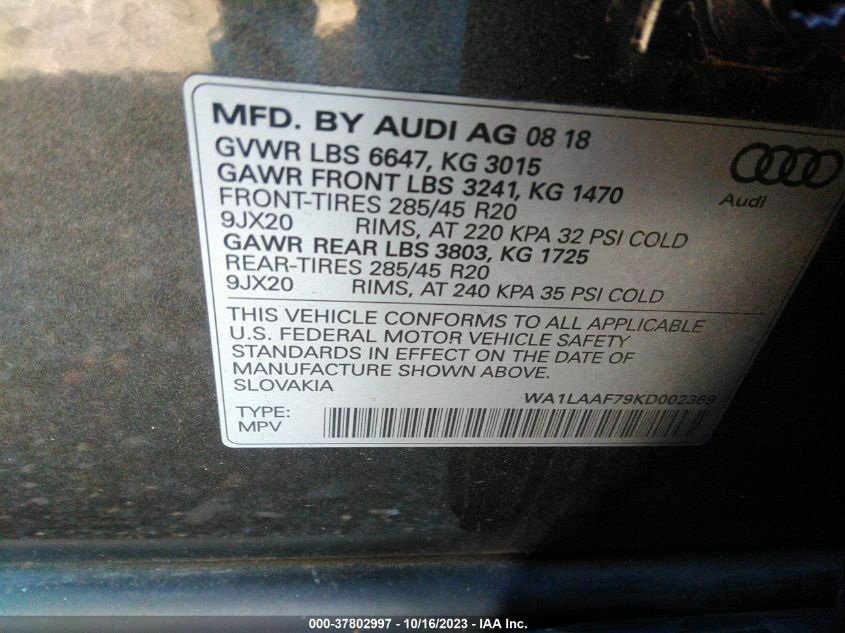 MFD. BY AUDI AG 08 18
GVWR LBS 6647, KG 3015
GAWR FRONT LBS 3241, KG 1470
FRONT-TIRES 285/45 R20
9JX20 RIMS, AT 220 KPA 32 PSI COLD
GAWR REAR LBS 3803, KG 1725
REAR-TIRES 285/45 R20
9JX20 RIMS, AT 240 KPA 35 PSI COLD
Audi
THIS VEHICLE CONFORMS TO ALL APPLICABLE
U.S. FEDERAL MOTOR VEHICLE SAFETY
STANDARDS IN EFFECT ON THE DATE OF
MANUFACTURE SHOWN ABOVE.
SLOVAKIA
WA1LAAF79KD002369
TYPE:
MPV
000-37802997 - 10/16/2023 - IAA Inc.